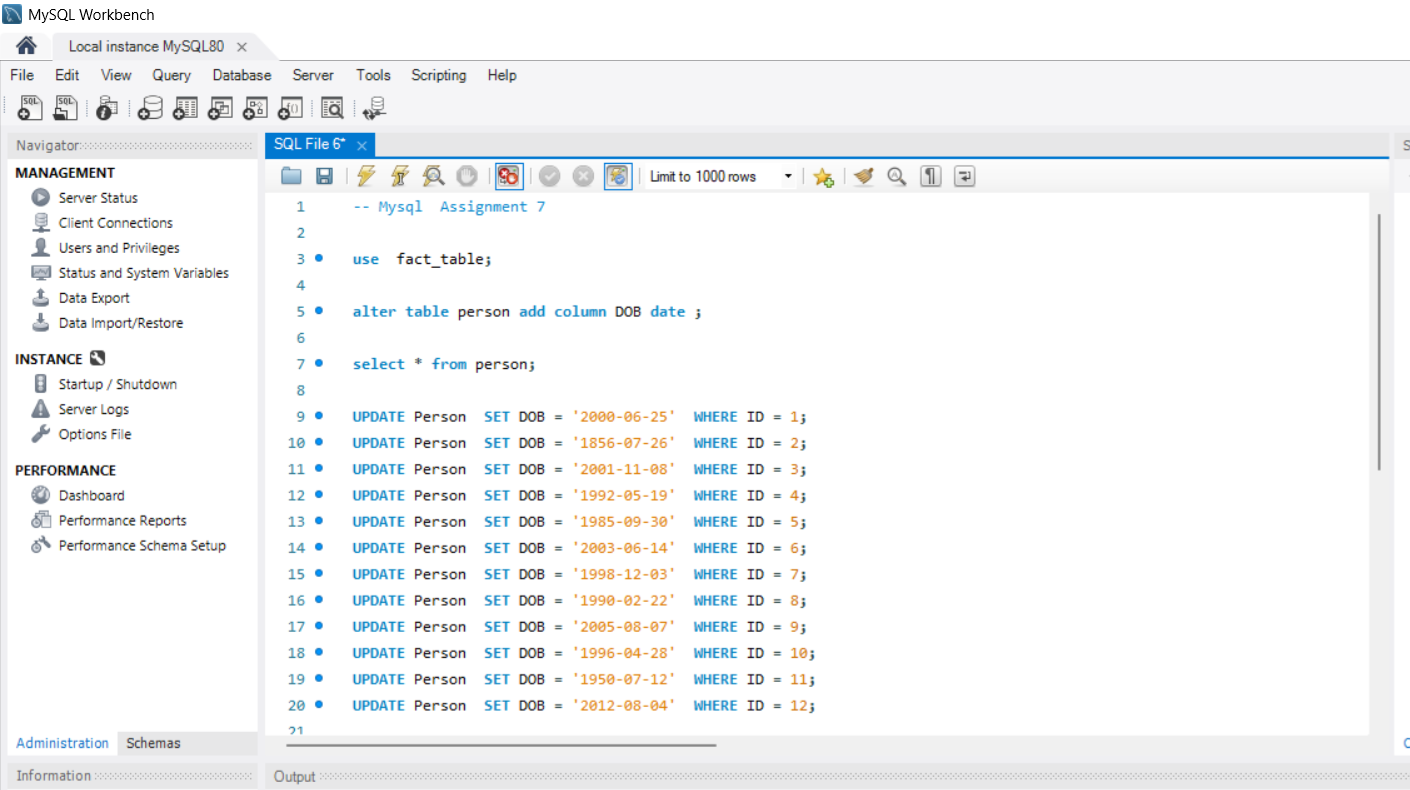 MySQL Workbench
Local instance MySQL80
File Edit View Query Database Server Tools Scripting Help
Navigator
MANAGEMENT
Server Status
Client Connections
Users and Privileges
Status and System Variables
Data Export
Data Import/Restore
INSTANCE
Startup / Shutdown
Server Logs
Options File
PERFORMANCE
Dashboard
Performance Reports
Performance Schema Setup
Administration Schemas
Information
SQL File 6*
Limit to 1000 rows
1 -- Mysql  Assignment 7
2
3 use  fact_table;
4
5 alter table person add column DOB date ;
6
7 select * from person;
8
9 UPDATE Person  SET DOB = '2000-06-25'  WHERE ID = 1;
10 UPDATE Person  SET DOB = '1856-07-26'  WHERE ID = 2;
11 UPDATE Person  SET DOB = '2001-11-08'  WHERE ID = 3;
12 UPDATE Person  SET DOB = '1992-05-19'  WHERE ID = 4;
13 UPDATE Person  SET DOB = '1985-09-30'  WHERE ID = 5;
14 UPDATE Person  SET DOB = '2003-06-14'  WHERE ID = 6;
15 UPDATE Person  SET DOB = '1998-12-03'  WHERE ID = 7;
16 UPDATE Person  SET DOB = '1990-02-22'  WHERE ID = 8;
17 UPDATE Person  SET DOB = '2005-08-07'  WHERE ID = 9;
18 UPDATE Person  SET DOB = '1996-04-28'  WHERE ID = 10;
19 UPDATE Person  SET DOB = '1950-07-12'  WHERE ID = 11;
20 UPDATE Person  SET DOB = '2012-08-04'  WHERE ID = 12;
21
Output